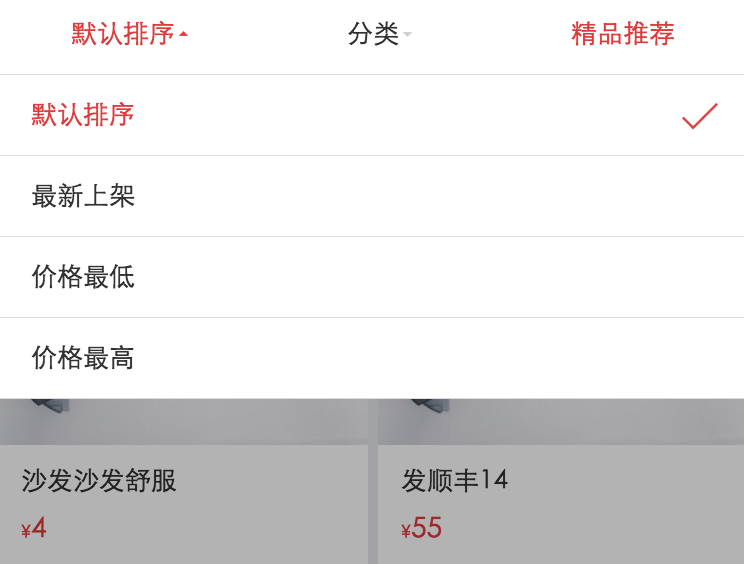 默认排序 分类 精品推荐
默认排序
最新上架
价格最低
价格最高
沙发沙发舒服 发顺丰14
¥4 ¥55